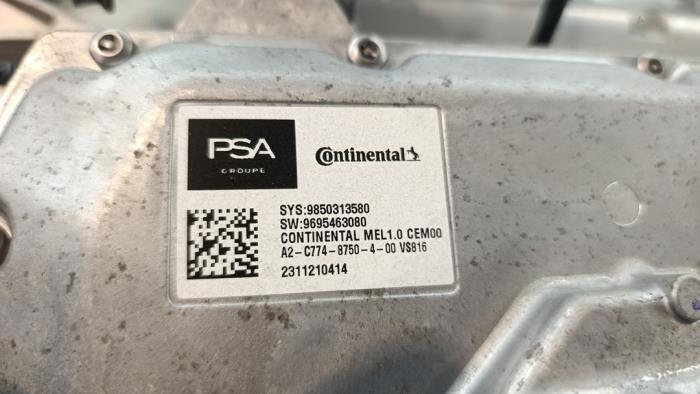 PSA
GROUPE
Continental
SYS:9850313580
SW:9695463080
CONTINENTAL MEL1.0 CEM00
A2-C774-8750-4-00 VS816
2311210414